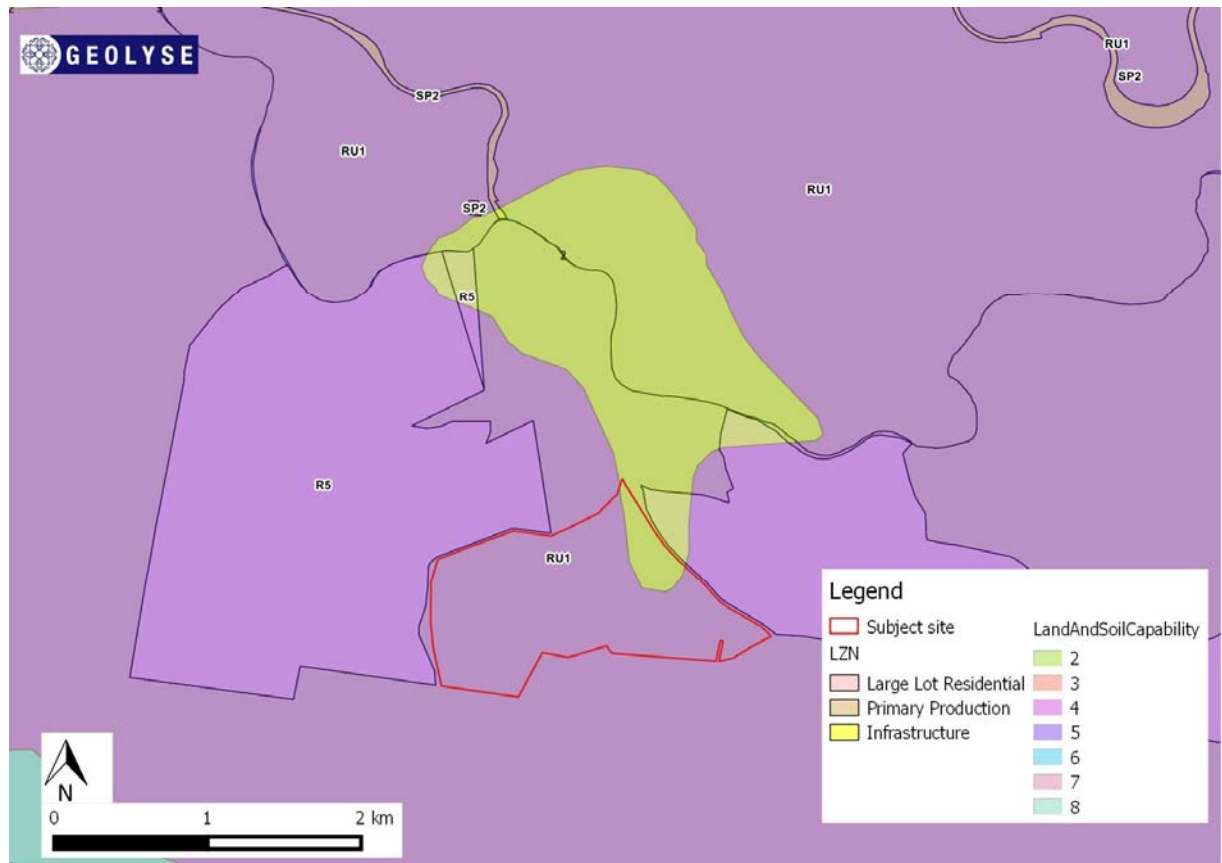 GEOLYSE
RU1
SP2
SP2
RU1
RU1
SP2
R5
R5
RU1
Legend
Subject site
LZN
Large Lot Residential
Primary Production
Infrastructure
LandAndSoilCapability
2
3
4
5
6
7
8
N
0 1 2 km